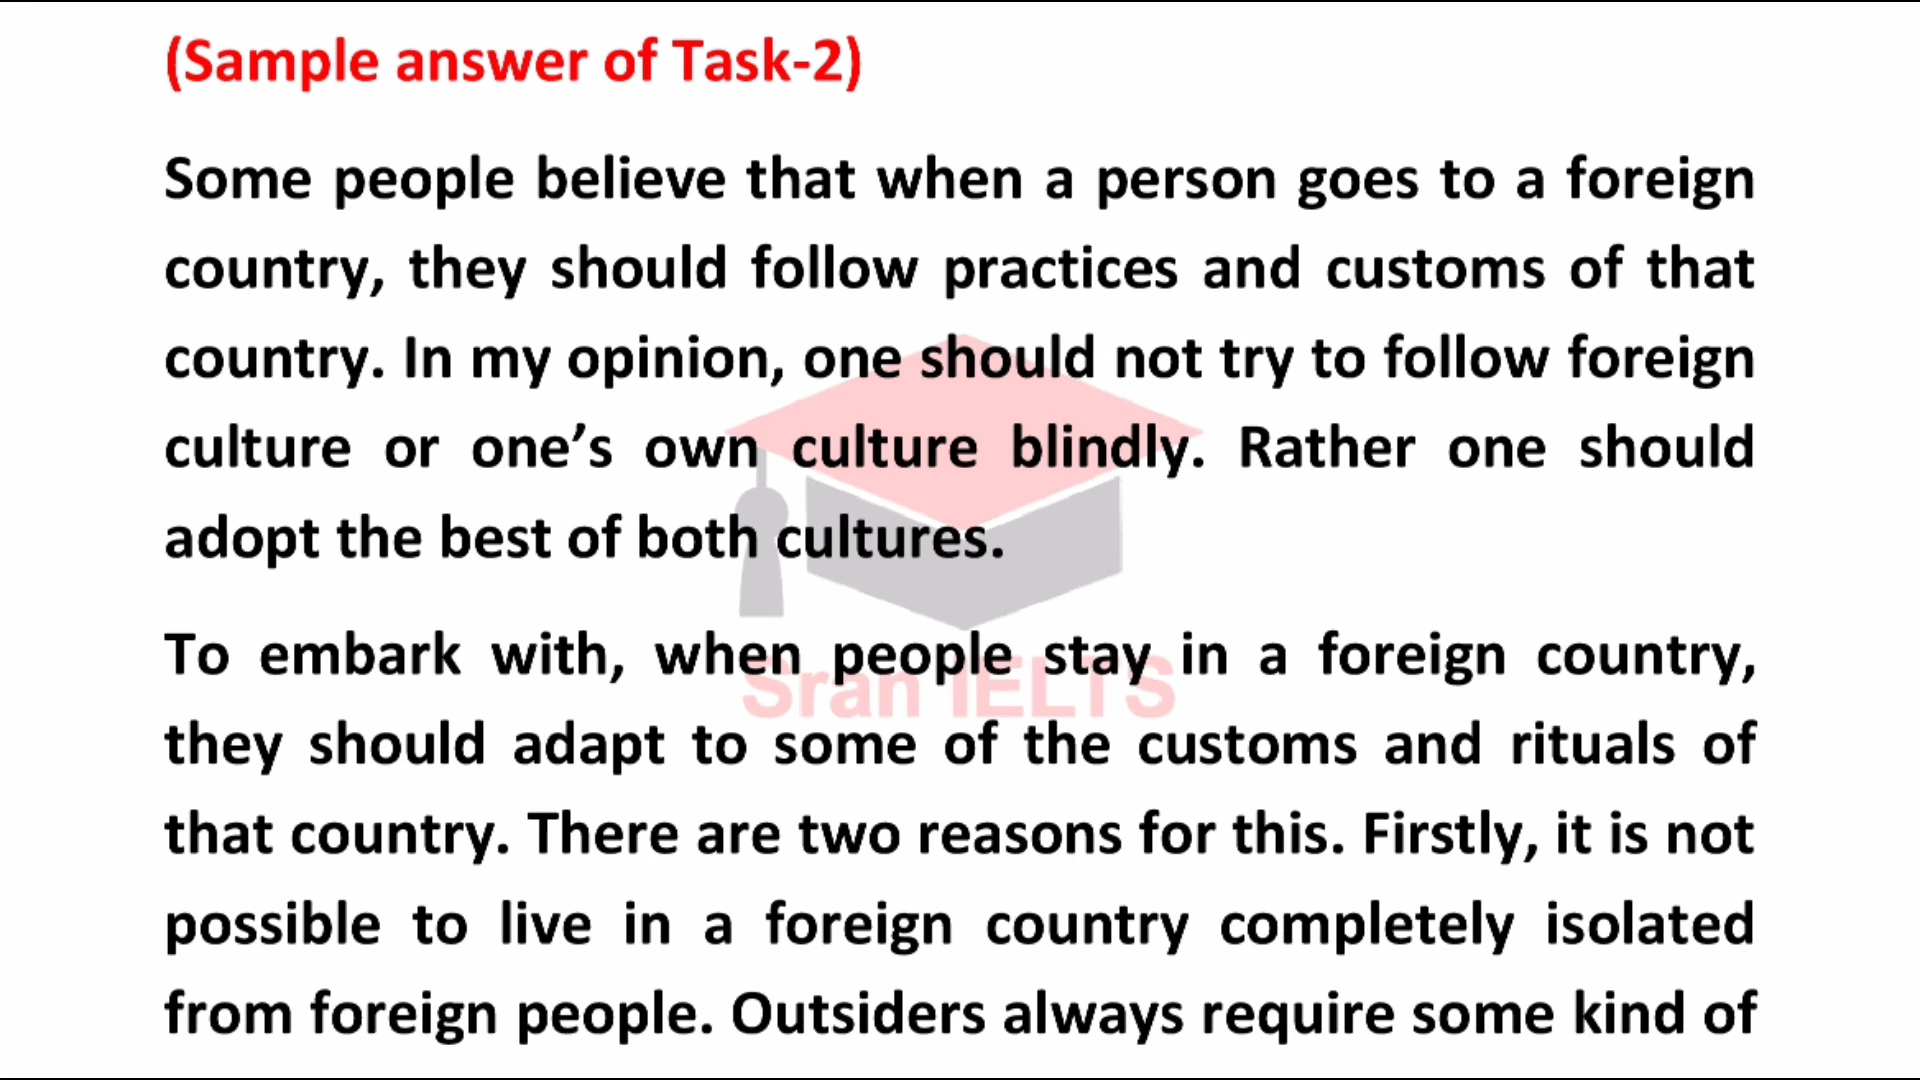 (Sample answer of Task-2)
Some people believe that when a person goes to a foreign
country, they should follow practices and customs of that
country. In my opinion, one should not try to follow foreign
culture or one’s own culture blindly. Rather one should
adopt the best of both cultures.
To embark with, when people stay in a foreign country,
Sran IELTS
they should adapt to some of the customs and rituals of
that country. There are two reasons for this. Firstly, it is not
possible to live in a foreign country completely isolated
from foreign people. Outsiders always require some kind of